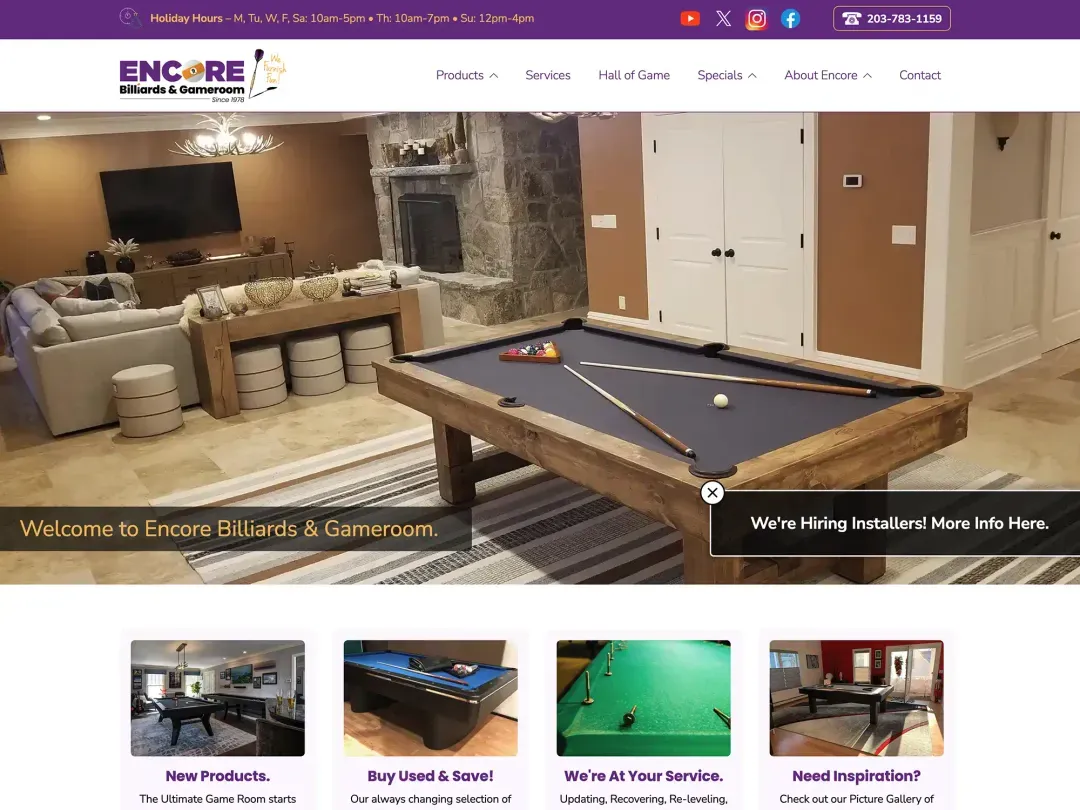 Holiday Hours – M, Tu, W, F, Sa: 10am-5pm • Th: 10am-7pm • Su: 12pm-4pm
203-783-1159
ENCORE
Billiards & Gameroom
Since 1978
We
Furnish
Fun!
Products
Services
Hall of Game
Specials
About Encore
Contact
Welcome to Encore Billiards & Gameroom.
We're Hiring Installers! More Info Here.
New Products.
The Ultimate Game Room starts
Buy Used & Save!
Our always changing selection of
We're At Your Service.
Updating, Recovering, Re-leveling,
Need Inspiration?
Check out our Picture Gallery of